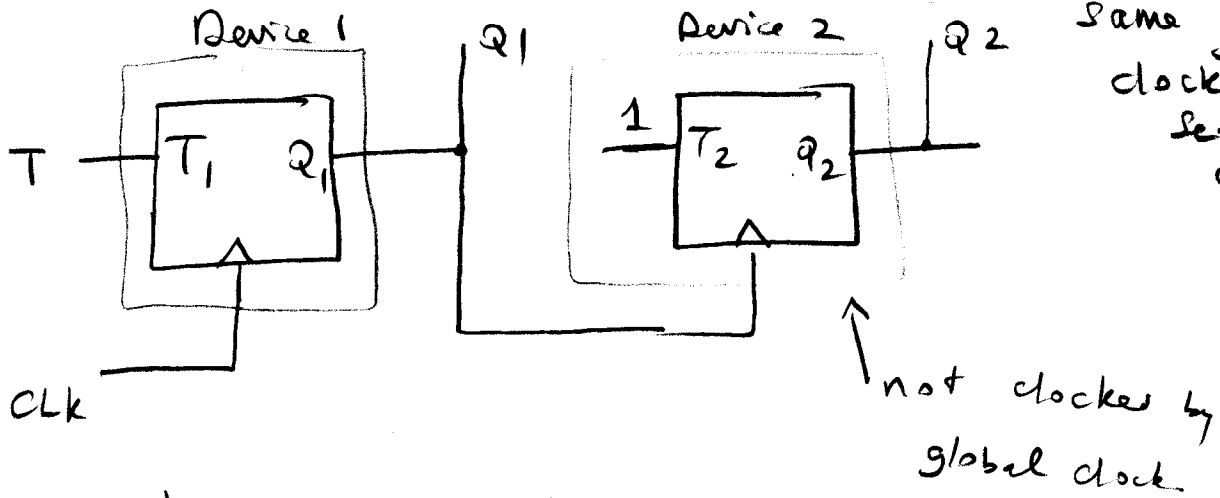 Device 1
Q1
Device 2
Q2
Same
clock
T
T1
Q1
1
T2
Q2
CLk
not clocker by
global clock